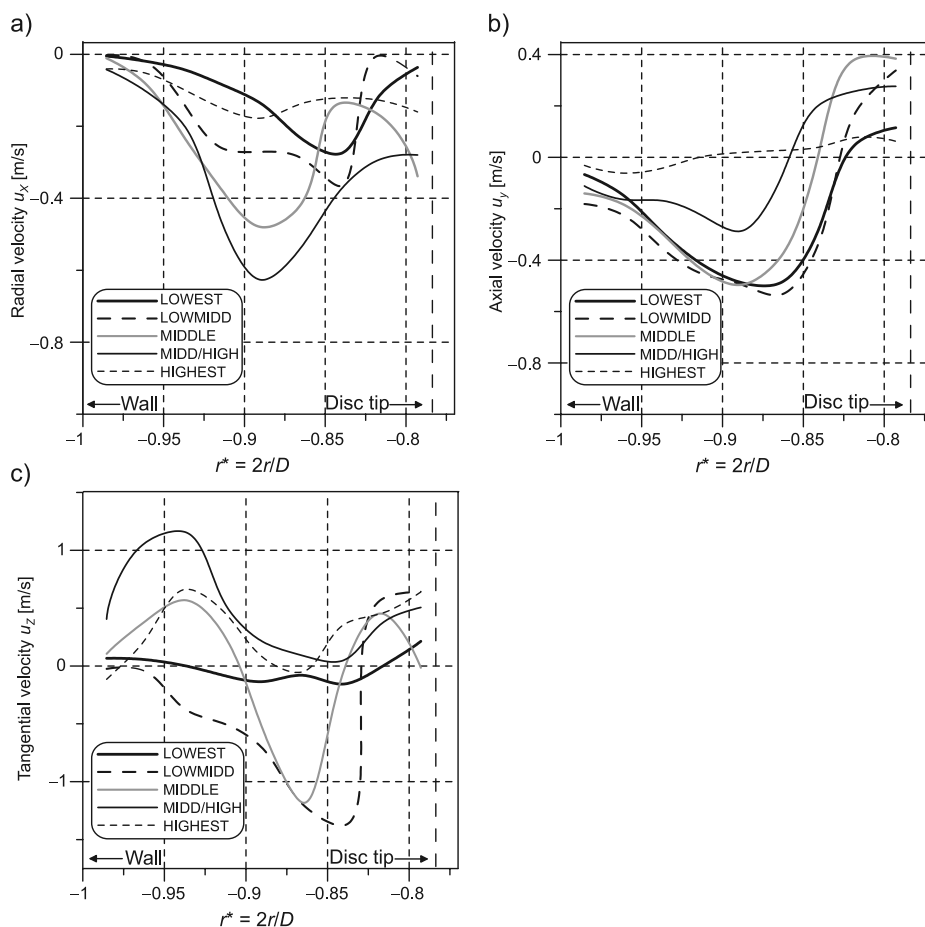 a)
0
−0.4
−0.8
Radial velocity uₓ [m/s]
LOWEST
LOWMIDD
MIDDLE
MIDD/HIGH
HIGHEST
Wall
Disc tip
−1
−0.95
−0.9
−0.85
−0.8
r* = 2r/D
b)
0.4
0
−0.4
−0.8
Axial velocity u_y [m/s]
LOWEST
LOWMIDD
MIDDLE
MIDD/HIGH
HIGHEST
Wall
Disc tip
−1
−0.95
−0.9
−0.85
−0.8
r* = 2r/D
c)
1
0
−1
Tangential velocity u_z [m/s]
LOWEST
LOWMIDD
MIDDLE
MIDD/HIGH
HIGHEST
Wall
Disc tip
−1
−0.95
−0.9
−0.85
−0.8
r* = 2r/D